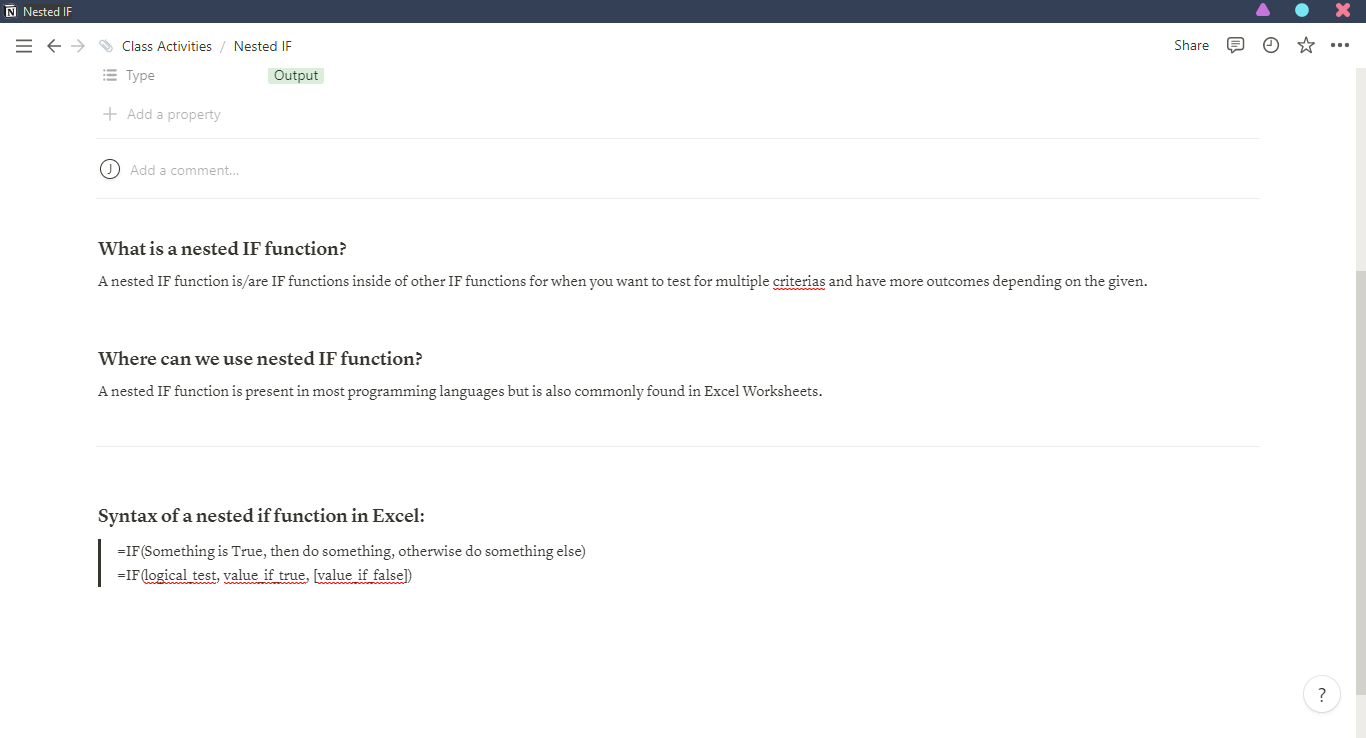 Nested IF
Class Activities / Nested IF
Share
Type Output
Add a property
J Add a comment...
What is a nested IF function?
A nested IF function is/are IF functions inside of other IF functions for when you want to test for multiple criterias and have more outcomes depending on the given.
Where can we use nested IF function?
A nested IF function is present in most programming languages but is also commonly found in Excel Worksheets.
Syntax of a nested if function in Excel:
=IF(Something is True, then do something, otherwise do something else)
=IF(logical_test, value_if_true, [value_if_false])
?